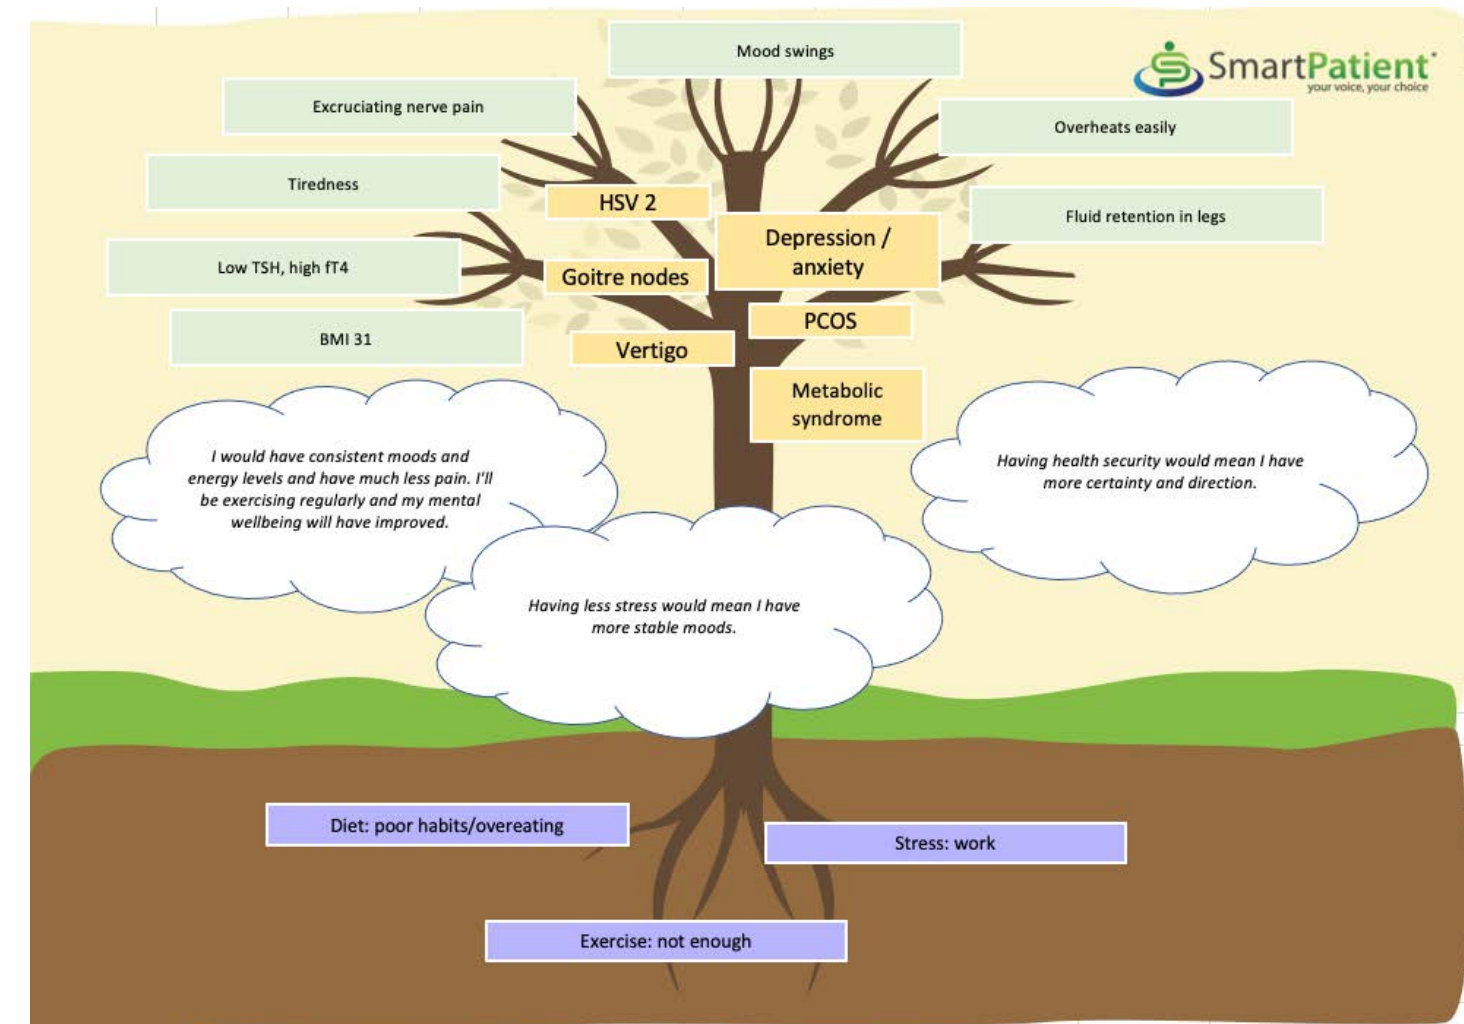 Mood swings
SmartPatient
your voice, your choice
Excruciating nerve pain
Overheats easily
Tiredness
HSV 2
Fluid retention in legs
Depression /
anxiety
Low TSH, high fT4
Goitre nodes
PCOS
BMI 31
Vertigo
Metabolic
syndrome
I would have consistent moods and
energy levels and have much less pain. I'll
be exercising regularly and my mental
wellbeing will have improved.
Having health security would mean I have
more certainty and direction.
Having less stress would mean I have
more stable moods.
Diet: poor habits/overeating
Stress: work
Exercise: not enough